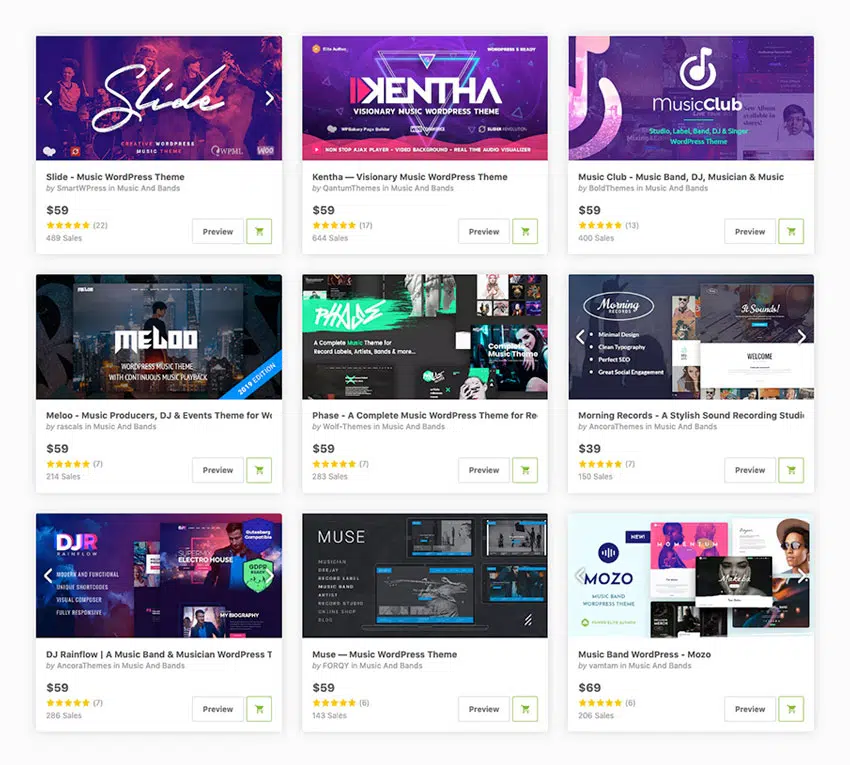 Slide
CREATIVE WORDPRESS
MUSIC THEME
WPML
WOO
Slide - Music WordPress Theme
by SmartWPress in Music And Bands
$59
(22)
469 Sales
Preview
Elite Author
WORDPRESS 5 READY
KENTHA
VISIONARY MUSIC WORDPRESS THEME
WPBakery Page Builder
WOO COMMERCE
SLIDER REVOLUTION
NON STOP AJAX PLAYER - VIDEO BACKGROUND - REAL TIME AUDIO VISUALIZER
Kentha — Visionary Music WordPress Theme
by QantumThemes in Music And Bands
$59
(17)
644 Sales
Preview
MusicClub
Studio, Label, Band, DJ & Singer
WordPress Theme
Music Club - Music Band, DJ, Musician & Music
by BoldThemes in Music And Bands
$59
(13)
400 Sales
Preview
MELOO
MELOO
WORDPRESS MUSIC THEME
WITH CONTINUOUS MUSIC PLAYBACK
2019 EDITION
Meloo - Music Producers, DJ & Events Theme for Wo
by rascals in Music And Bands
$59
(7)
214 Sales
Preview
PHASE
A Complete Music Theme for
Record Labels, Artists, Bands & more...
Complete
Music Theme
Phase - A Complete Music WordPress Theme for Re
by Wolf-Themes in Music And Bands
$59
(7)
283 Sales
Preview
Morning
RECORDS
Minimal Design
Clean Typography
Perfect SEO
Great Social Engagement
It Sounds!
WELCOME
Morning Records - A Stylish Sound Recording Studio
by AncoraThemes in Music And Bands
$39
(7)
150 Sales
Preview
DJR
RAINFLOW
MODERN AND FUNCTIONAL
UNIQUE SHORTCODES
VISUAL COMPOSER
FULLY RESPONSIVE
SUPERMIX
ELECTRO HOUSE
Gutenberg
Compatible
GDPR
READY
MY BIOGRAPHY
DJ Rainflow | A Music Band & Musician WordPress T
by AncoraThemes in Music And Bands
$59
(7)
286 Sales
Preview
MUSE
MUSICIAN
DEEJAY
RECORD LABEL
MUSIC BAND
ARTIST
RECORD STUDIO
ONLINE SHOP
BLOG
Muse — Music WordPress Theme
by FORQY in Music And Bands
$59
(6)
143 Sales
Preview
NEW!
MOZO
MUSIC BAND
WORDPRESS THEME
POWER ELITE AUTHOR
MOMENTUM
Makeba
Music Band WordPress - Mozo
by vamtam in Music And Bands
$69
(6)
206 Sales
Preview